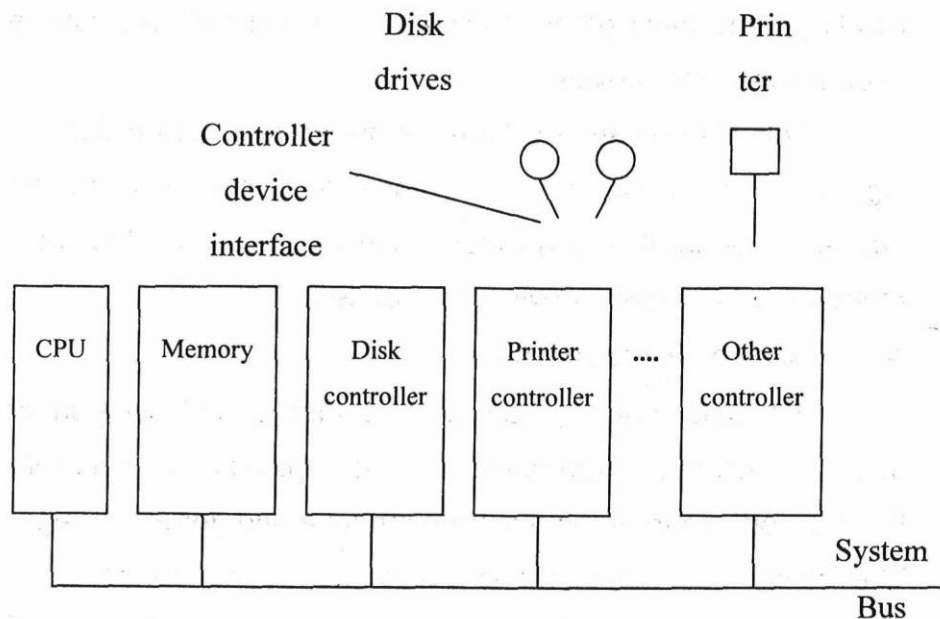 Disk
drives
Prin
tcr
Controller
device
interface
CPU
Memory
Disk
controller
Printer
controller
....
Other
controller
System
Bus